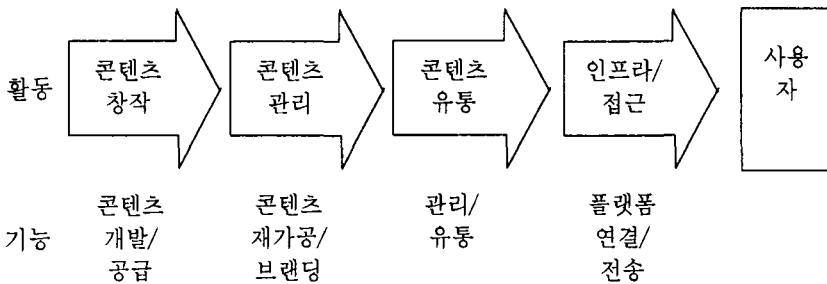 활동
콘텐츠
창작
콘텐츠
관리
콘텐츠
유통
인프라/
접근
사용
자
기능
콘텐츠
개발/
공급
콘텐츠
재가공/
브랜딩
관리/
유통
플랫폼
연결/
전송